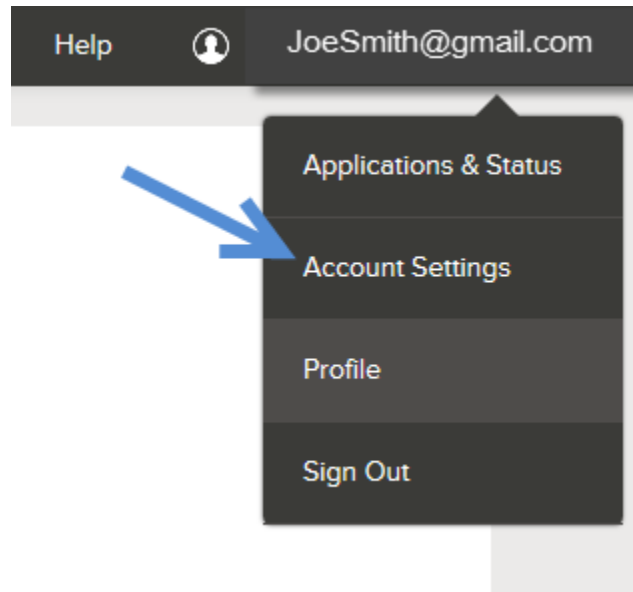 Help JoeSmith@gmail.com
Applications & Status
Account Settings
Profile
Sign Out